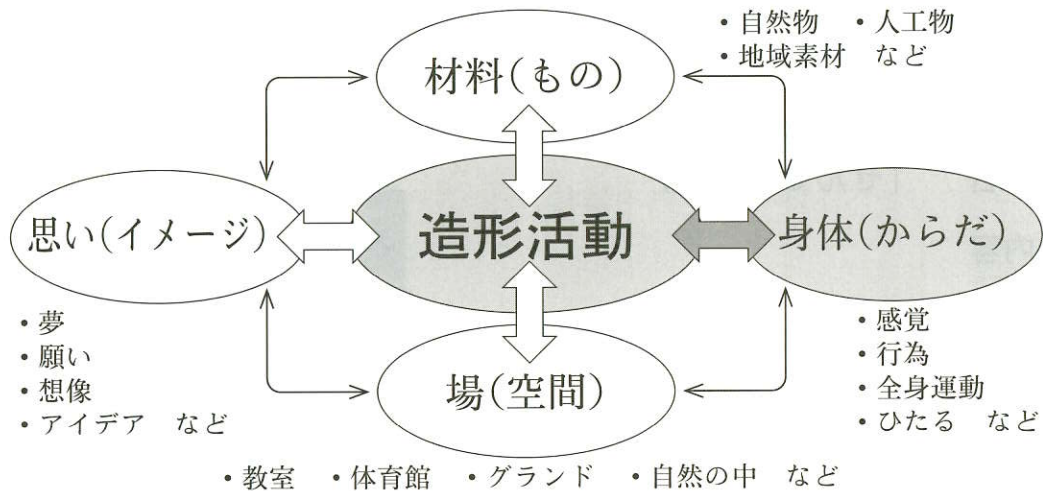 ・自然物　・人工物
・地域素材　など
材料(もの)
思い(イメージ)
造形活動
身体(からだ)
・夢
・願い
・想像
・アイデア　など
場(空間)
・感覚
・行為
・全身運動
・ひたる　など
・教室　・体育館　・グランド　・自然の中　など